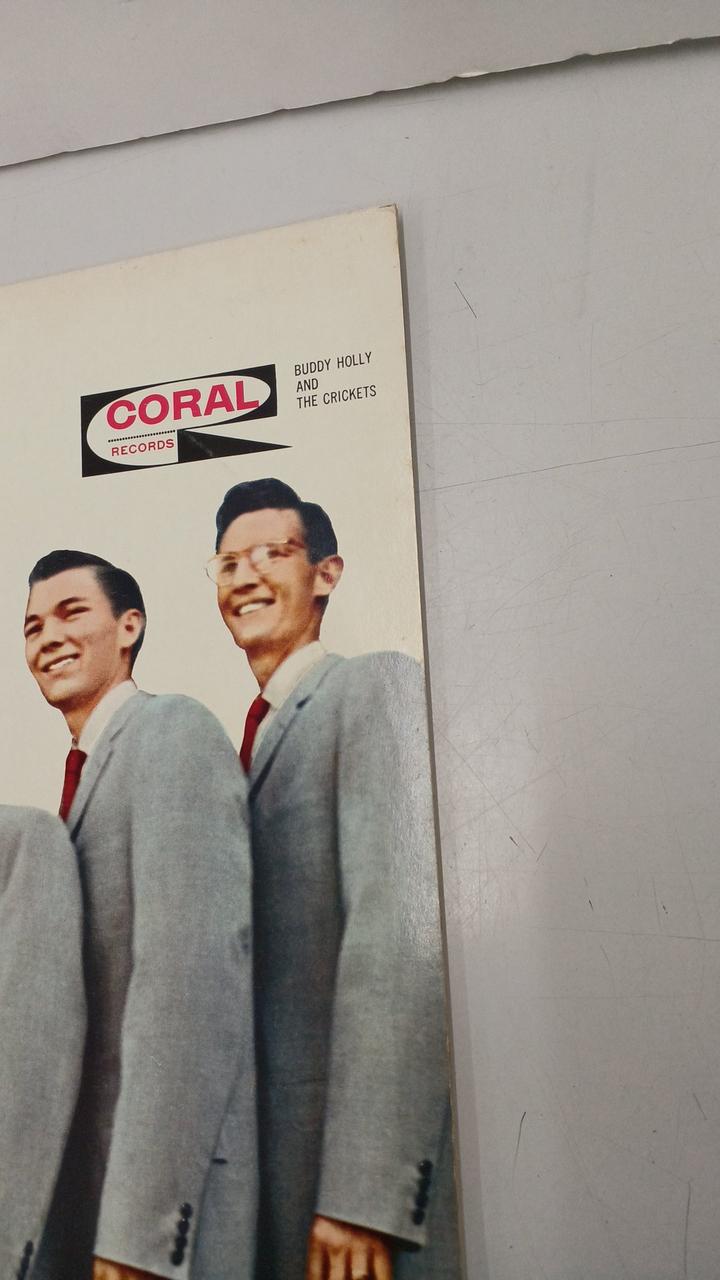 CORAL
RECORDS
BUDDY HOLLY
AND
THE CRICKETS